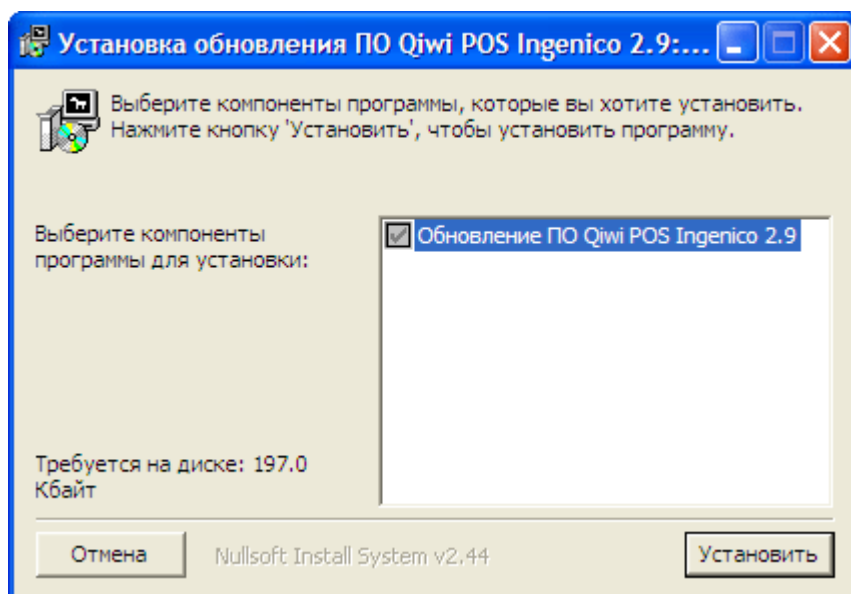 Установка обновления ПО Qiwi POS Ingenico 2.9:...
Выберите компоненты программы, которые вы хотите установить.
Нажмите кнопку 'Установить', чтобы установить программу.
Выберите компоненты
программы для установки:
Обновление ПО Qiwi POS Ingenico 2.9
Требуется на диске: 197.0
Кбайт
Отмена
Nullsoft Install System v2.44
Установить